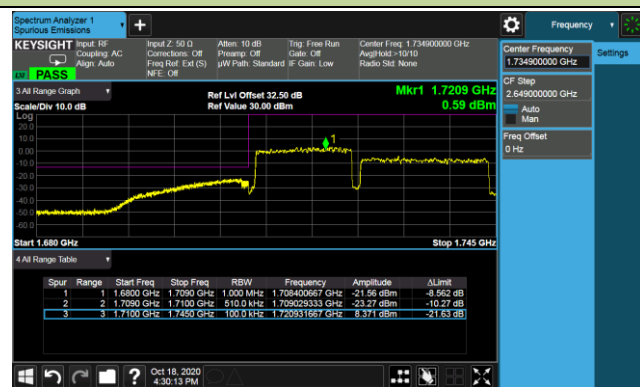 Spectrum Analyzer 1
Spurious Emissions
Frequency
KEYSIGHT
Input: RF
Coupling: AC
Align: Auto
Input Z: 50 Ω
Corrections: Off
Freq Ref: Ext (S)
NFE: Off
Atten: 10 dB
Preamp: Off
µW Path: Standard
Trig: Free Run
Gate: Off
IF Gain: Low
Center Freq: 1.734900000 GHz
Avg|Hold:>10/10
Radio Std: None
PASS
Center Frequency
1.734900000 GHz
Settings
CF Step
2.649000000 GHz
Auto
Man
Freq Offset
0 Hz
3 All Range Graph
Scale/Div 10.0 dB
Ref Lvl Offset 32.50 dB
Ref Value 30.00 dBm
Mkr1 1.7209 GHz
0.59 dBm
Log
20.0
10.0
0.00
-10.0
-20.0
-30.0
-40.0
-50.0
-60.0
1
Start 1.680 GHz
Stop 1.745 GHz
4 All Range Table
Spur Range Start Freq Stop Freq RBW Frequency Amplitude ΔLimit
1 1 1.6800 GHz 1.7090 GHz 1.000 MHz 1.708400667 GHz -21.56 dBm -8.562 dB
2 2 1.7090 GHz 1.7100 GHz 510.0 kHz 1.709029333 GHz -23.27 dBm -10.27 dB
3 3 1.7100 GHz 1.7450 GHz 100.0 kHz 1.720931667 GHz 8.371 dBm -21.63 dB
Oct 18, 2020
4:30:13 PM